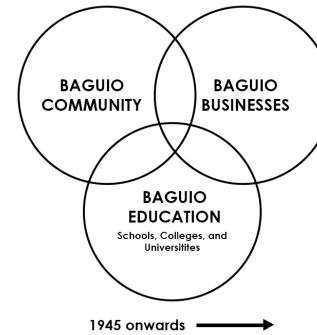 BAGUIO
COMMUNITY
BAGUIO
BUSINESSES
BAGUIO
EDUCATION
Schools, Colleges, and
Universitites
1945 onwards